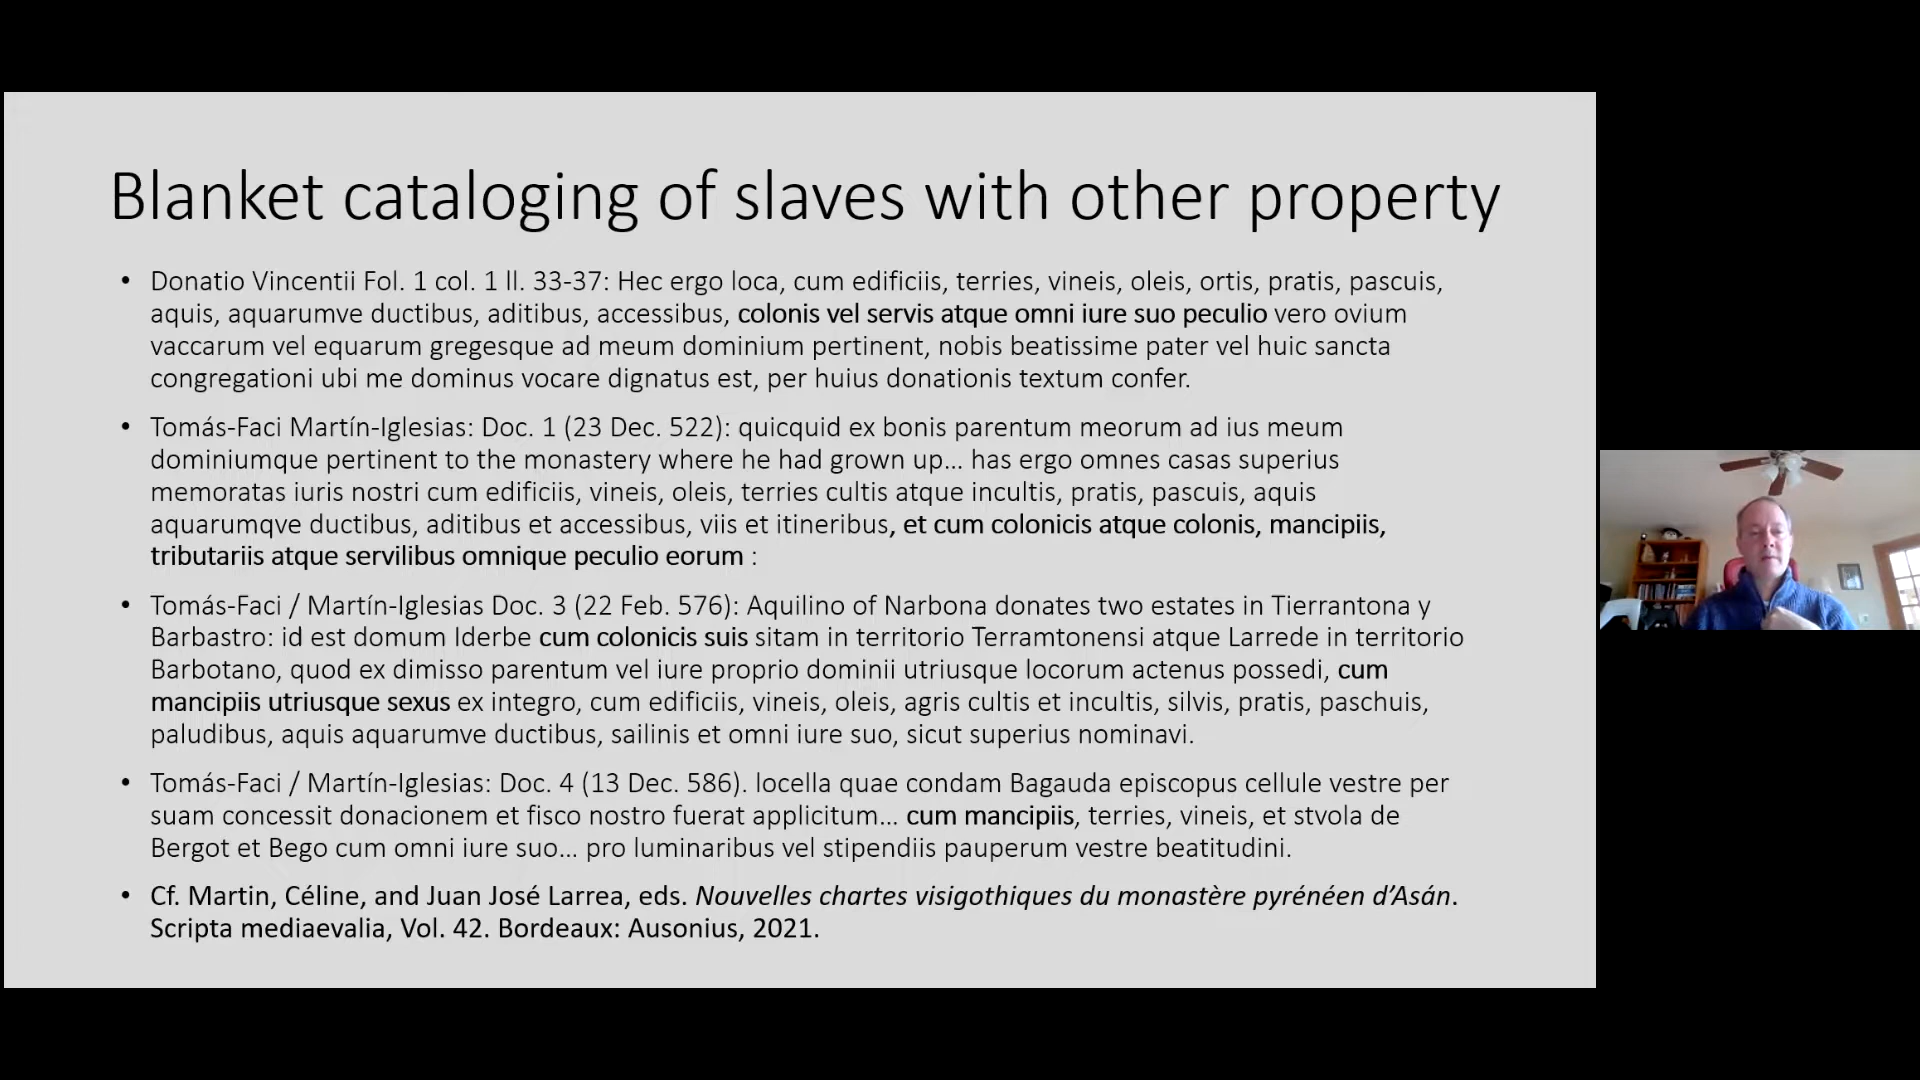 Blanket cataloging of slaves with other property
• Donatio Vincentii Fol. 1 col. 1 ll. 33-37: Hec ergo loca, cum edificiis, terries, vineis, oleis, ortis, pratis, pascuis,
aquis, aquarumve ductibus, aditibus, accessibus, colonis vel servis atque omni iure suo peculio vero ovium
vaccarum vel equarum gregesque ad meum dominium pertinent, nobis beatissime pater vel huic sancta
congregationi ubi me dominus vocare dignatus est, per huius donationis textum confer.
• Tomás-Faci Martín-Iglesias: Doc. 1 (23 Dec. 522): quicquid ex bonis parentum meorum ad ius meum
dominiumque pertinent to the monastery where he had grown up… has ergo omnes casas superius
memoratas iuris nostri cum edificiis, vineis, oleis, terries cultis atque incultis, pratis, pascuis, aquis
aquarumqve ductibus, aditibus et accessibus, viis et itineribus, et cum colonicis atque colonis, mancipiis,
tributariis atque servilibus omnique peculio eorum :
• Tomás-Faci / Martín-Iglesias Doc. 3 (22 Feb. 576): Aquilino of Narbona donates two estates in Tierrantona y
Barbastro: id est domum Iderbe cum colonicis suis sitam in territorio Terramtonensi atque Larrede in territorio
Barbotano, quod ex dimisso parentum vel iure proprio dominii utriusque locorum actenus possedi, cum
mancipiis utriusque sexus ex integro, cum edificiis, vineis, oleis, agris cultis et incultis, silvis, pratis, paschuis,
paludibus, aquis aquarumve ductibus, sailinis et omni iure suo, sicut superius nominavi.
• Tomás-Faci / Martín-Iglesias: Doc. 4 (13 Dec. 586). locella quae condam Bagauda episcopus cellule vestre per
suam concessit donacionem et fisco nostro fuerat applicitum… cum mancipiis, terries, vineis, et stvola de
Bergot et Bego cum omni iure suo… pro luminaribus vel stipendiis pauperum vestre beatitudini.
• Cf. Martin, Céline, and Juan José Larrea, eds. Nouvelles chartes visigothiques du monastère pyrénéen d’Asán.
Scripta mediaevalia, Vol. 42. Bordeaux: Ausonius, 2021.